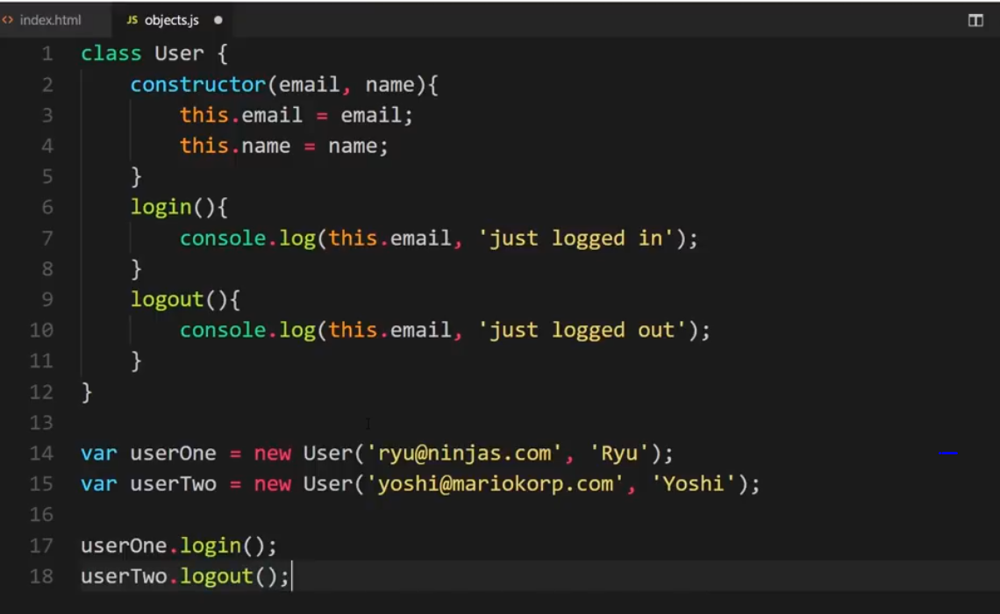 <> index.html JS objects.js ●
1 class User {
2     constructor(email, name){
3         this.email = email;
4         this.name = name;
5     }
6     login(){
7         console.log(this.email, 'just logged in');
8     }
9     logout(){
10         console.log(this.email, 'just logged out');
11     }
12 }
13
14 var userOne = new User('ryu@ninjas.com', 'Ryu');
15 var userTwo = new User('yoshi@mariokorp.com', 'Yoshi');
16
17 userOne.login();
18 userTwo.logout();